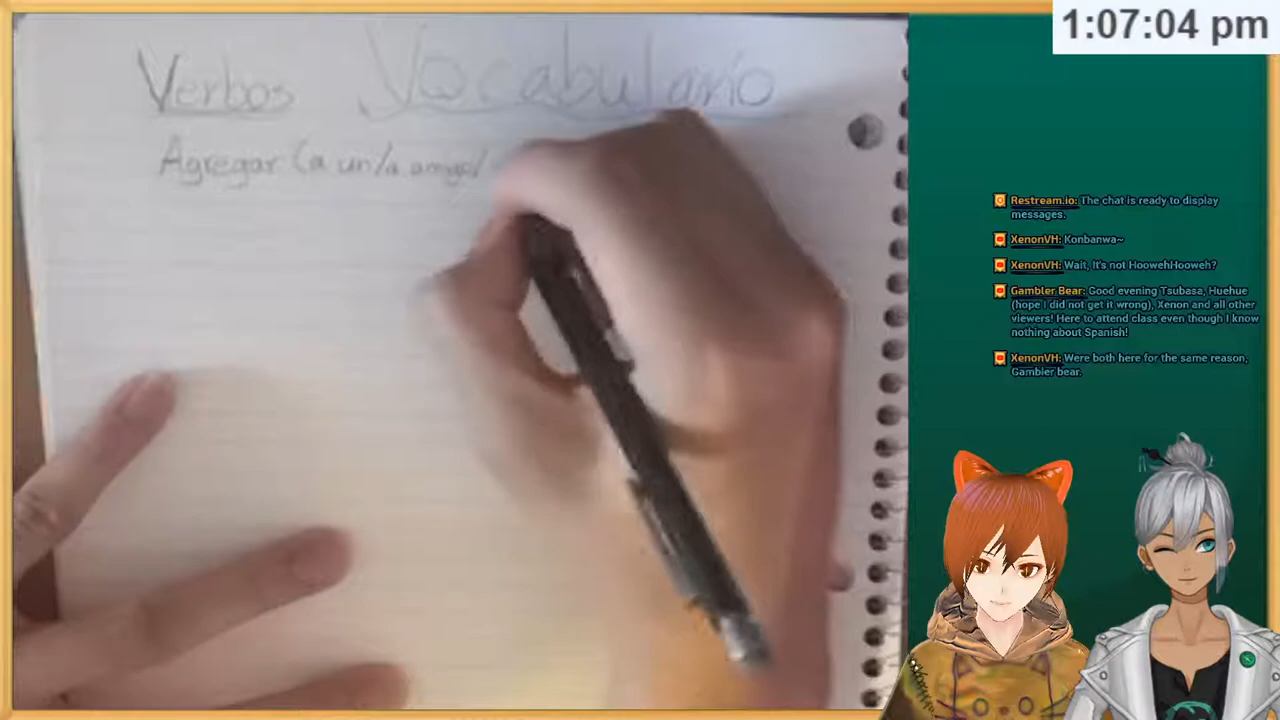 1:07:04 pm
Verbos Vocabulario
Agregar (a un/a amigo/
Restream.io: The chat is ready to display
messages.
XenonVH: Konbanwa~
XenonVH: Wait, It's not HoowehHooweh?
Gambler Bear: Good evening Tsubasa, Huehue
(hope I did not get it wrong), Xenon and all other
viewers! Here to attend class even though I know
nothing about Spanish!
XenonVH: Were both here for the same reason,
Gambler bear.